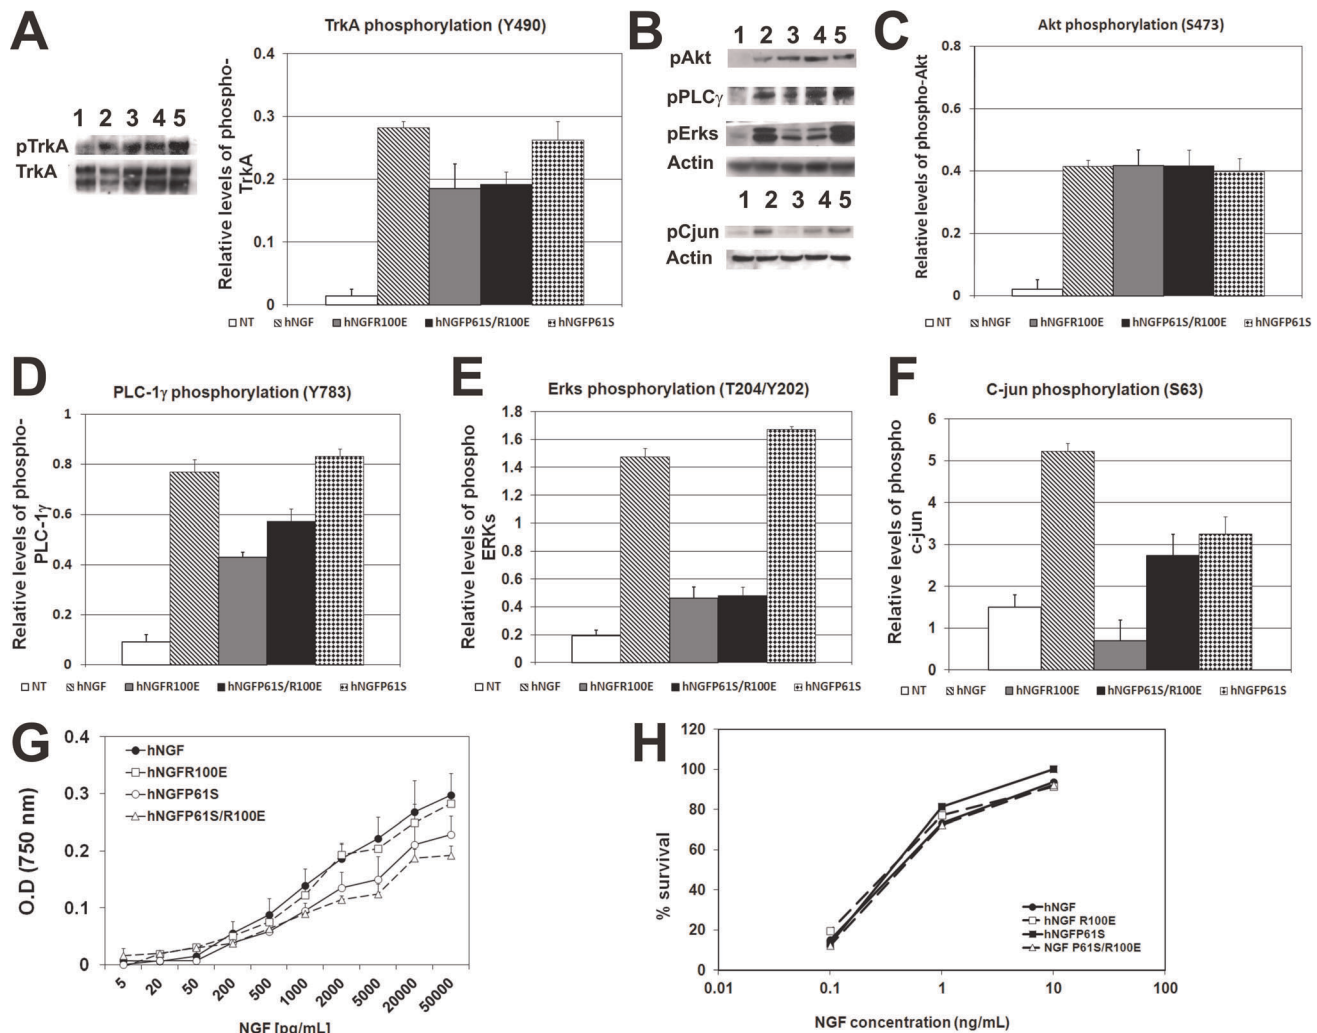 A
TrkA phosphorylation (Y490)
1 2 3 4 5
pTrkA
TrkA
Relative levels of phospho-
TrkA
0.4
0.3
0.2
0.1
0
NT hNGF hNGFR100E hNGFP61S/R100E hNGFP61S
B
1 2 3 4 5
pAkt
pPLCγ
pErks
Actin
1 2 3 4 5
pCjun
Actin
C
Akt phosphorylation (S473)
Relative levels of phospho-Akt
0.8
0.6
0.4
0.2
0
NT hNGF hNGFR100E hNGFP61S/R100E hNGFP61S
D
PLC-1γ phosphorylation (Y783)
Relative levels of phospho-
PLC-1γ
1
0.8
0.6
0.4
0.2
0
NT hNGF hNGFR100E hNGFP61S/R100E hNGFP61S
E
Erks phosphorylation (T204/Y202)
Relative levels of phospho
ERKs
1.8
1.6
1.4
1.2
1
0.8
0.6
0.4
0.2
0
NT hNGF hNGFR100E hNGFP61S/R100E hNGFP61S
F
C-jun phosphorylation (S63)
Relative levels of phospho
c-jun
6
5
4
3
2
1
0
NT hNGF hNGFR100E hNGFP61S/R100E hNGFP61S
G
O.D (750 nm)
0.4
0.3
0.2
0.1
0
hNGF
hNGFR100E
hNGFP61S
hNGFP61S/R100E
5 20 50 200 500 1000 2000 5000 20000 50000
NGF [pg/mL]
H
% survival
120
100
80
60
40
20
0
hNGF
hNGF R100E
hNGFP61S
NGF P61S/R100E
0.01 0.1 1 10 100
NGF concentration (ng/mL)